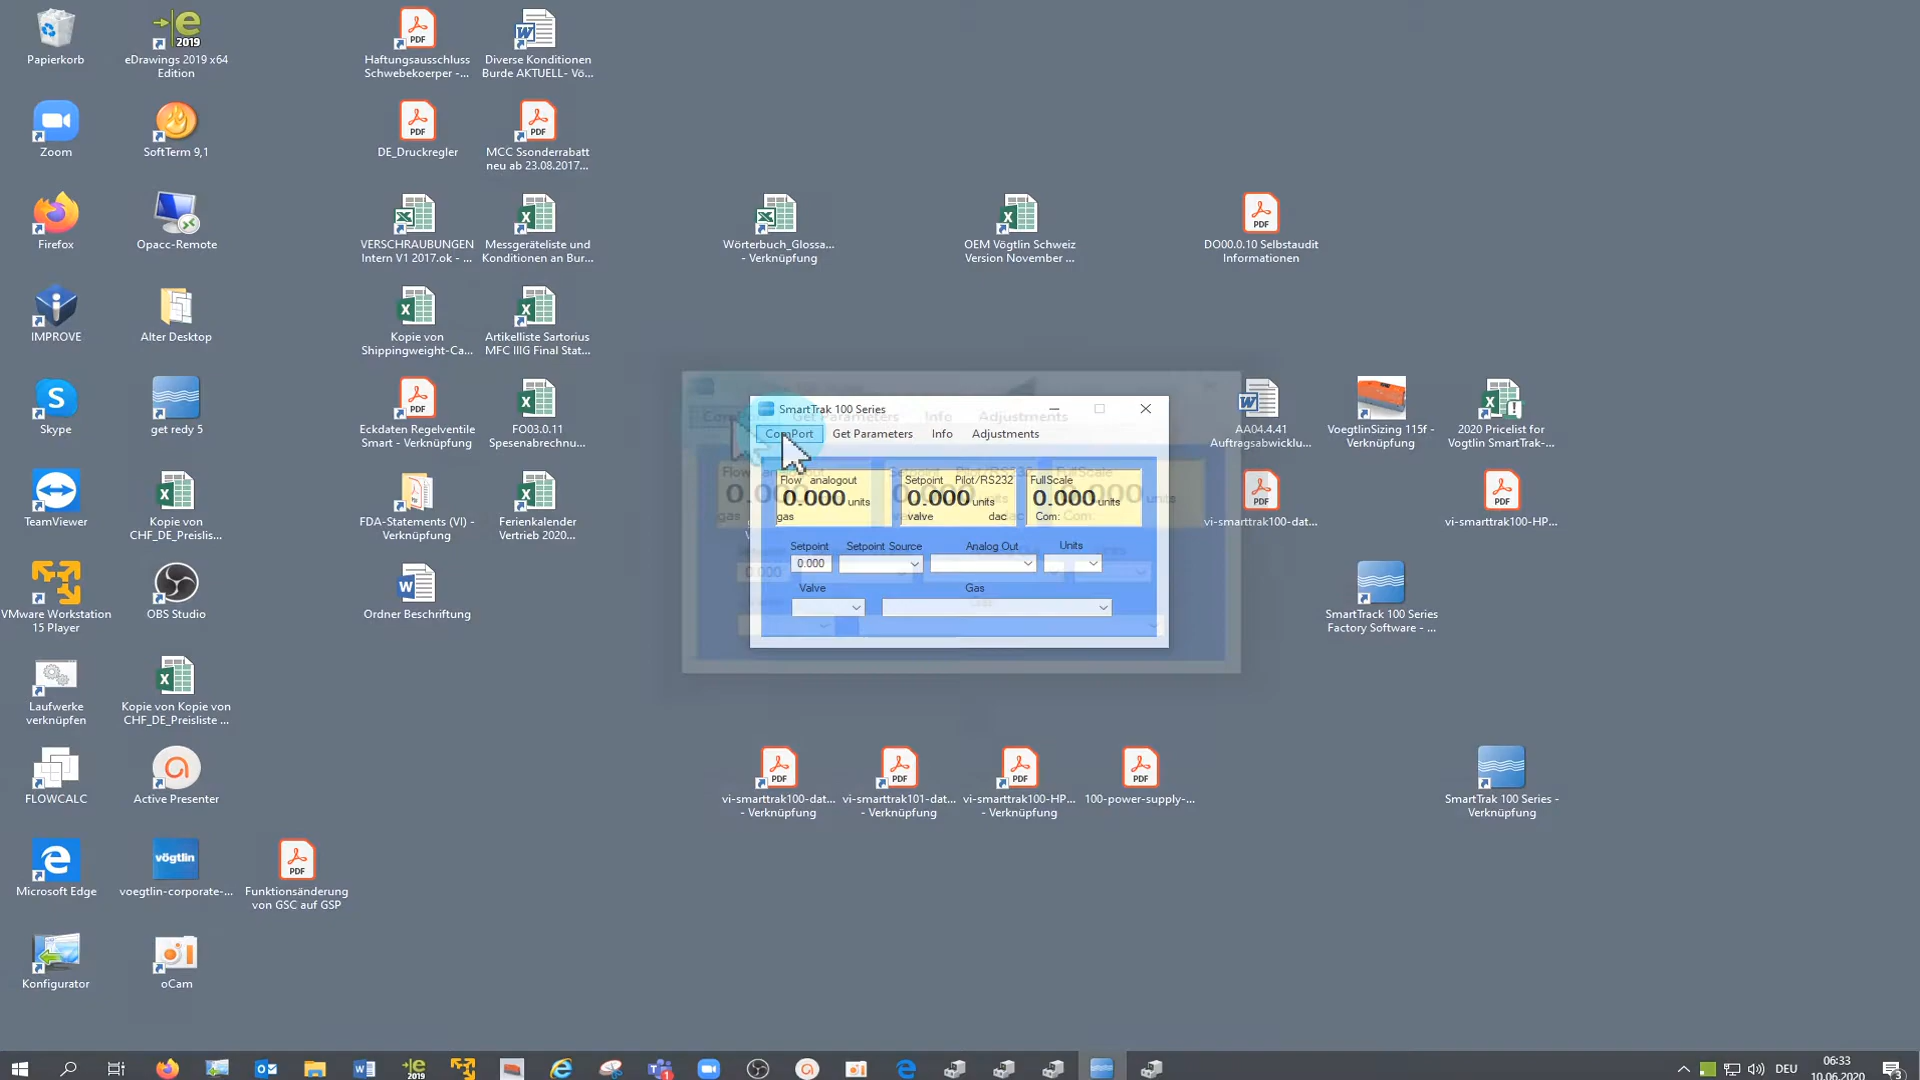 Papierkorb
eDrawings 2019 x64
Edition
e
2019
Haftungsausschluss
Schwebekoerper -...
Diverse Konditionen
Burde AKTUELL- Vö...
Zoom
SoftTerm 9,1
DE_Druckregler
MCC Ssonderrabatt
neu ab 23.08.2017...
Firefox
Opacc-Remote
VERSCHRAUBUNGEN
Intern V1 2017.ok - ...
Messgeräteliste und
Konditionen an Bur...
Wörterbuch_Glossa...
- Verknüpfung
OEM Vögtlin Schweiz
Version November ...
DO00.0.10 Selbstaudit
Informationen
IMPROVE
Alter Desktop
Kopie von
Shippingweight-Ca...
Artikelliste Sartorius
MFC IIIG Final Stat...
Skype
get redy 5
Eckdaten Regelventile
Smart - Verknüpfung
FO03.0.11
Spesenabrechnu...
AA04.4.41
Auftragsabwicklu...
VoegtlinSizing 115f -
Verknüpfung
2020 Pricelist for
Vogtlin SmartTrak-...
SmartTrak 100 Series
ComPort Get Parameters Info Adjustments
Flow analogout
0.000 units
gas
Setpoint Pilot/RS232
0.000 units
valve dac
FullScale
0.000 units
Com:
Setpoint Setpoint Source Analog Out Units
0.000
Valve Gas
TeamViewer
Kopie von
CHF_DE_Preislis...
FDA-Statements (VI) -
Verknüpfung
Ferienkalender
Vertrieb 2020...
vi-smarttrak100-dat...
vi-smarttrak100-HP...
VMware Workstation
15 Player
OBS Studio
Ordner Beschriftung
SmartTrack 100 Series
Factory Software - ...
Laufwerke
verknüpfen
Kopie von Kopie von
CHF_DE_Preisliste ...
FLOWCALC
Active Presenter
vi-smarttrak100-dat...
- Verknüpfung
vi-smarttrak101-dat...
- Verknüpfung
vi-smarttrak100-HP...
- Verknüpfung
100-power-supply-...
SmartTrak 100 Series -
Verknüpfung
Microsoft Edge
vögtlin
voegtlin-corporate-...
Funktionsänderung
von GSC auf GSP
Konfigurator
oCam
DEU
06:33
10.06.2020